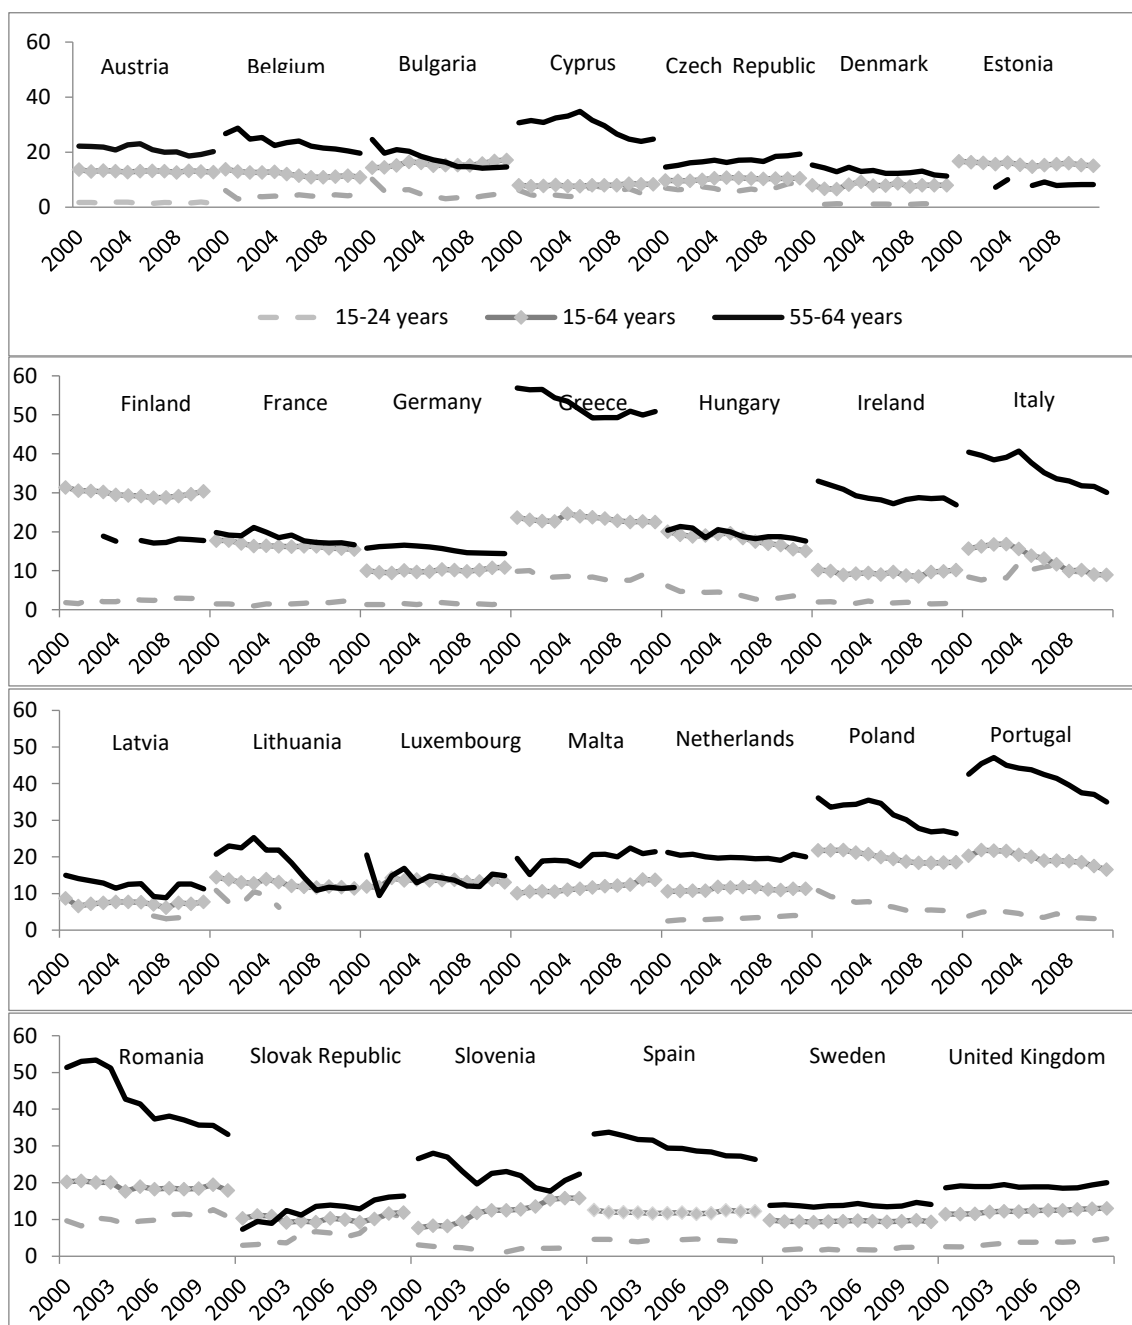 60
Austria Belgium Bulgaria Cyprus Czech Republic Denmark Estonia
40
20
0
2000 2004 2008 2000 2004 2008 2000 2004 2008 2000 2004 2008 2000 2004 2008 2000 2004 2008 2000 2004 2008
15-24 years 15-64 years 55-64 years
60
Finland France Germany Greece Hungary Ireland Italy
50
40
30
20
10
0
2000 2004 2008 2000 2004 2008 2000 2004 2008 2000 2004 2008 2000 2004 2008 2000 2004 2008 2000 2004 2008
60
Latvia Lithuania Luxembourg Malta Netherlands Poland Portugal
50
40
30
20
10
0
2000 2004 2008 2000 2004 2008 2000 2004 2008 2000 2004 2008 2000 2004 2008 2000 2004 2008 2000 2004 2008
60
Romania Slovak Republic Slovenia Spain Sweden United Kingdom
50
40
30
20
10
0
2000 2003 2006 2009 2000 2003 2006 2009 2000 2003 2006 2009 2000 2003 2006 2009 2000 2003 2006 2009 2000 2003 2006 2009